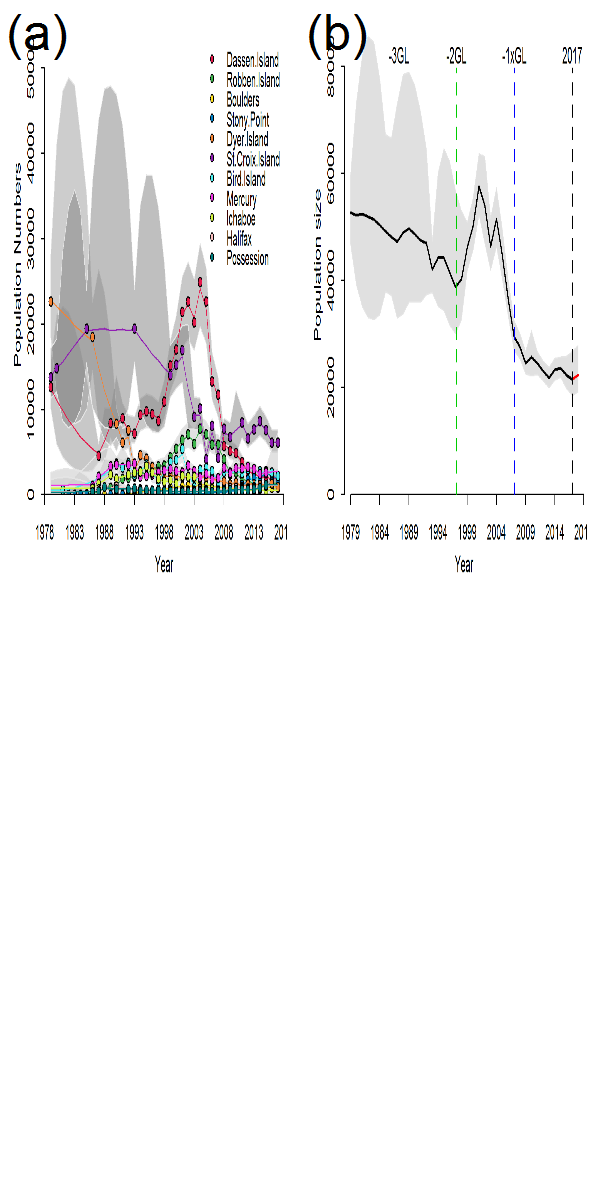 (a)
Dassen.Island
Robben.Island
Boulders
Stony.Point
Dyer.Island
St.Croix.Island
Bird.Island
Mercury
Ichaboe
Halifax
Possession
Population Numbers
0 10000 20000 30000 40000 5000
1978 1983 1988 1993 1998 2003 2008 2013 201
Year
(b)
-3GL -2GL -1xGL 2017
Population size
0 20000 40000 60000 80000
1979 1984 1989 1994 1999 2004 2009 2014 201
Year